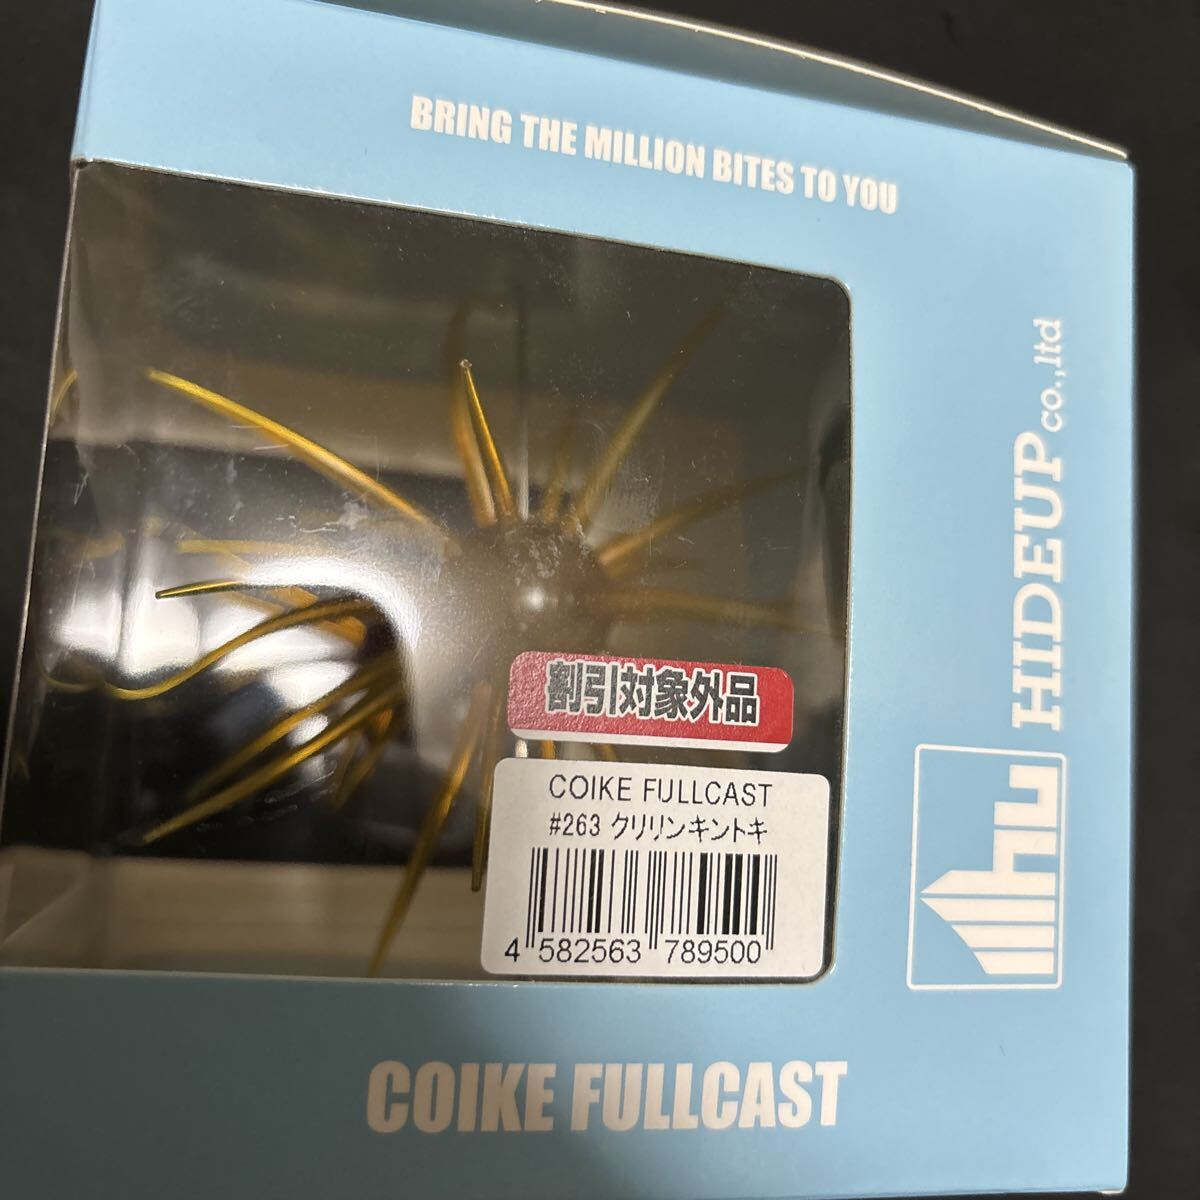 BRING THE MILLION BITES TO YOU
HIDEUP co.,ltd
割引対象外品
COIKE FULLCAST
#263 クリリンキントキ
4 582563 789500
COIKE FULLCAST